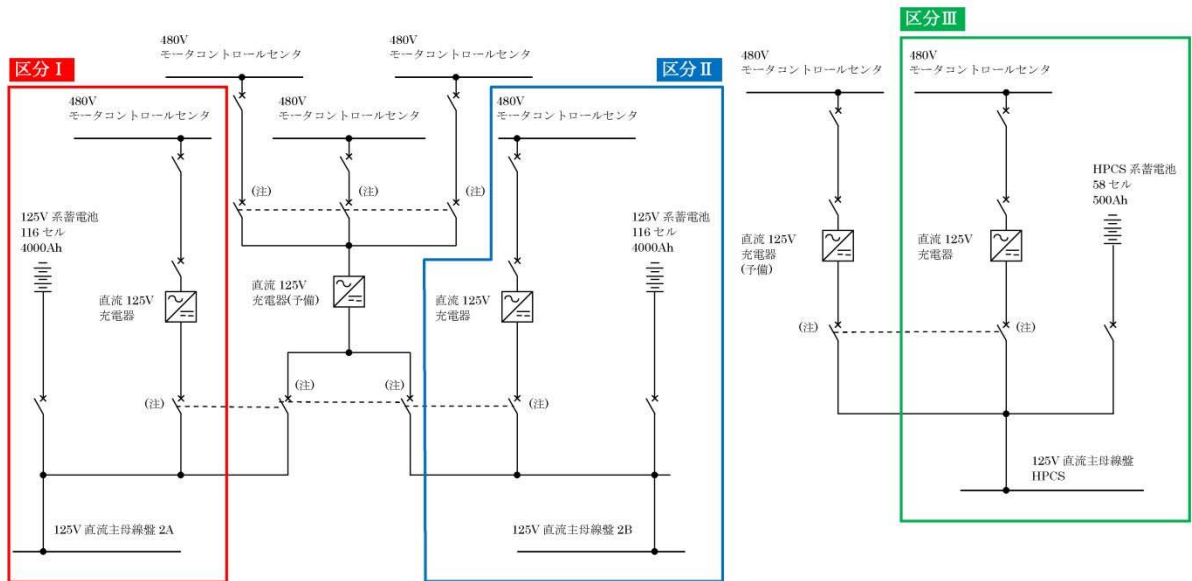 区分Ⅰ
480V
モータコントロールセンタ
125V 系蓄電池
116 セル
4000Ah
直流 125V
充電器
(注)
125V 直流主母線盤 2A
480V
モータコントロールセンタ
480V
モータコントロールセンタ
480V
モータコントロールセンタ
(注)
(注)
(注)
直流 125V
充電器(予備)
(注)
(注)
区分Ⅱ
480V
モータコントロールセンタ
125V 系蓄電池
116 セル
4000Ah
直流 125V
充電器
(注)
125V 直流主母線盤 2B
480V
モータコントロールセンタ
直流 125V
充電器
(予備)
(注)
区分Ⅲ
480V
モータコントロールセンタ
HPCS 系蓄電池
58 セル
500Ah
直流 125V
充電器
(注)
125V 直流主母線盤
HPCS